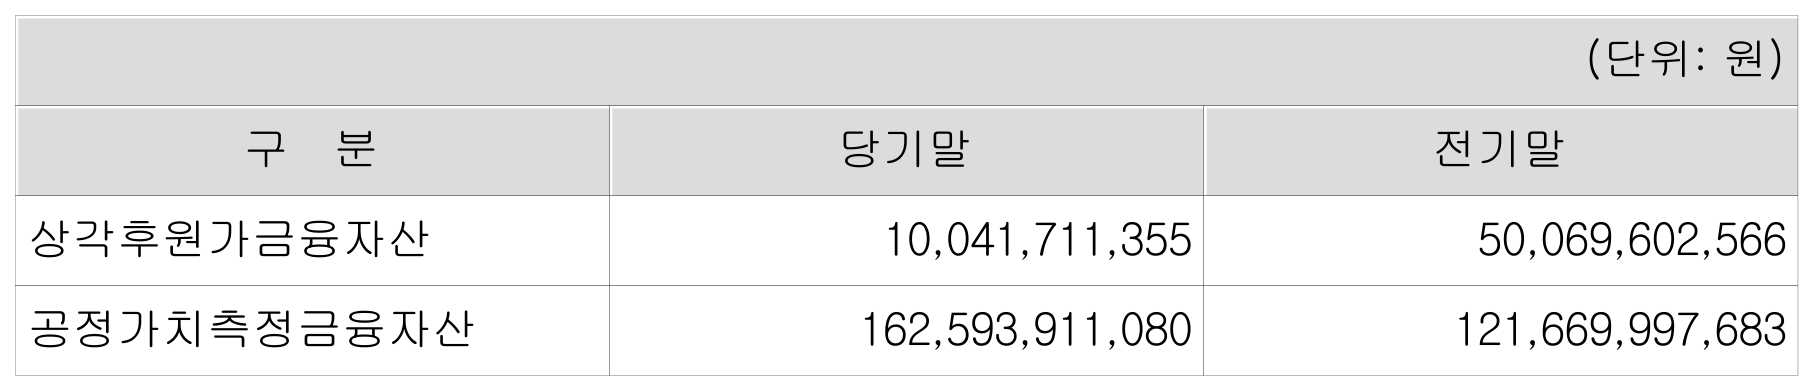 (단위: 원)
구 분 당기말 전기말
상각후원가금융자산 10,041,711,355 50,069,602,566
공정가치측정금융자산 162,593,911,080 121,669,997,683